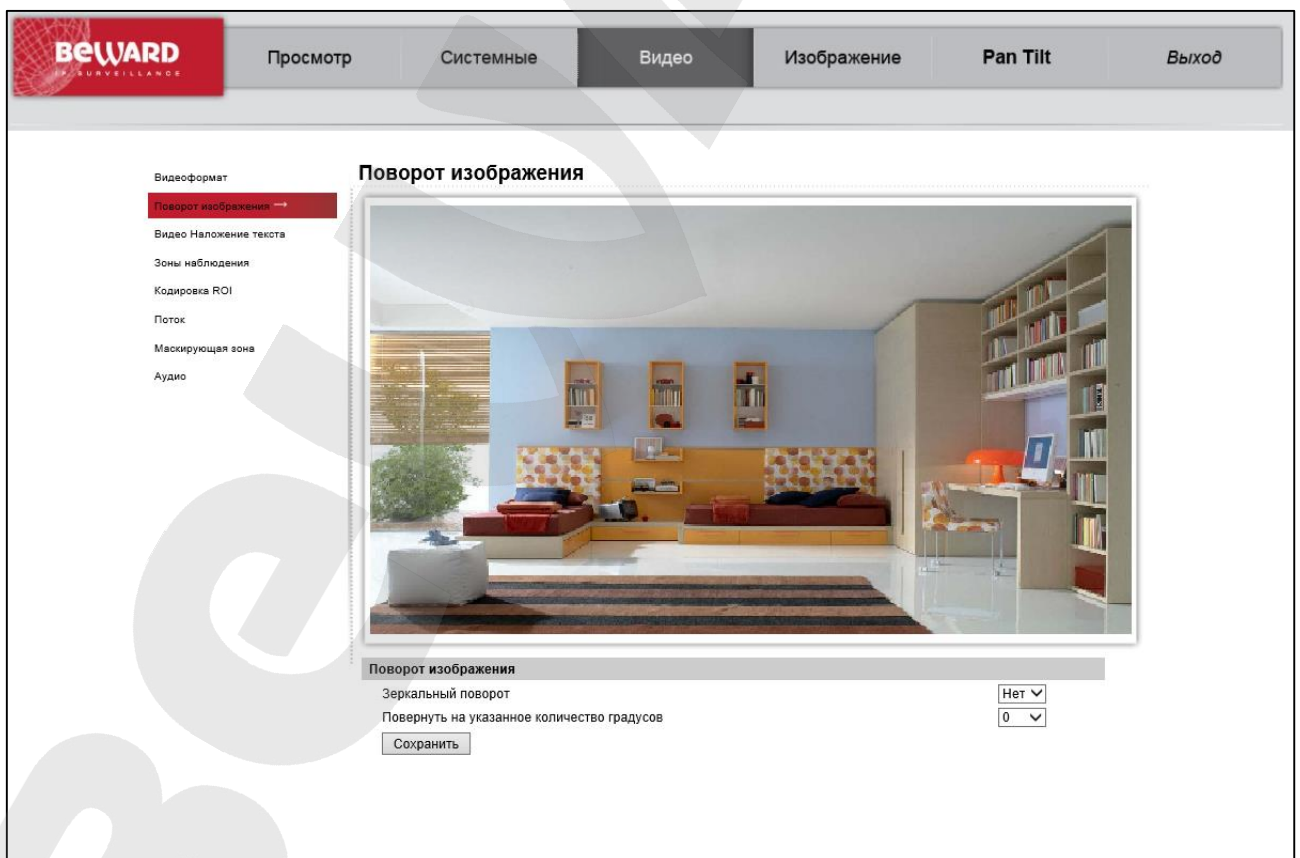 BEWARD
IP SURVEILLANCE
Просмотр
Системные
Видео
Изображение
Pan Tilt
Выход
Видеоформат
Поворот изображения →
Видео Наложение текста
Зоны наблюдения
Кодировка ROI
Поток
Маскирующая зона
Аудио
Поворот изображения
Поворот изображения
Зеркальный поворот
Нет
Повернуть на указанное количество градусов
0
Сохранить